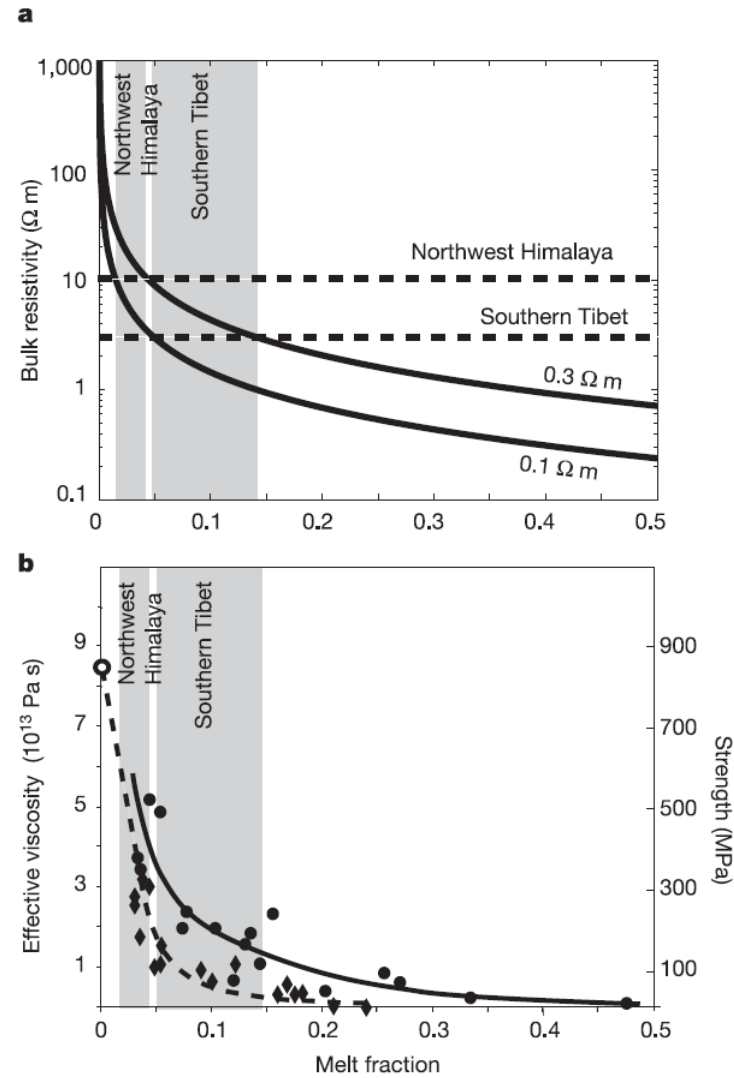 a
1,000
100
10
1
0.1
Bulk resistivity (Ω m)
Northwest
Himalaya
Southern Tibet
Northwest Himalaya
Southern Tibet
0.3 Ω m
0.1 Ω m
0 0.1 0.2 0.3 0.4 0.5
b
9
7
5
3
1
Effective viscosity (10¹³ Pa s)
Northwest
Himalaya
Southern Tibet
900
700
500
300
100
Strength (MPa)
0 0.1 0.2 0.3 0.4 0.5
Melt fraction